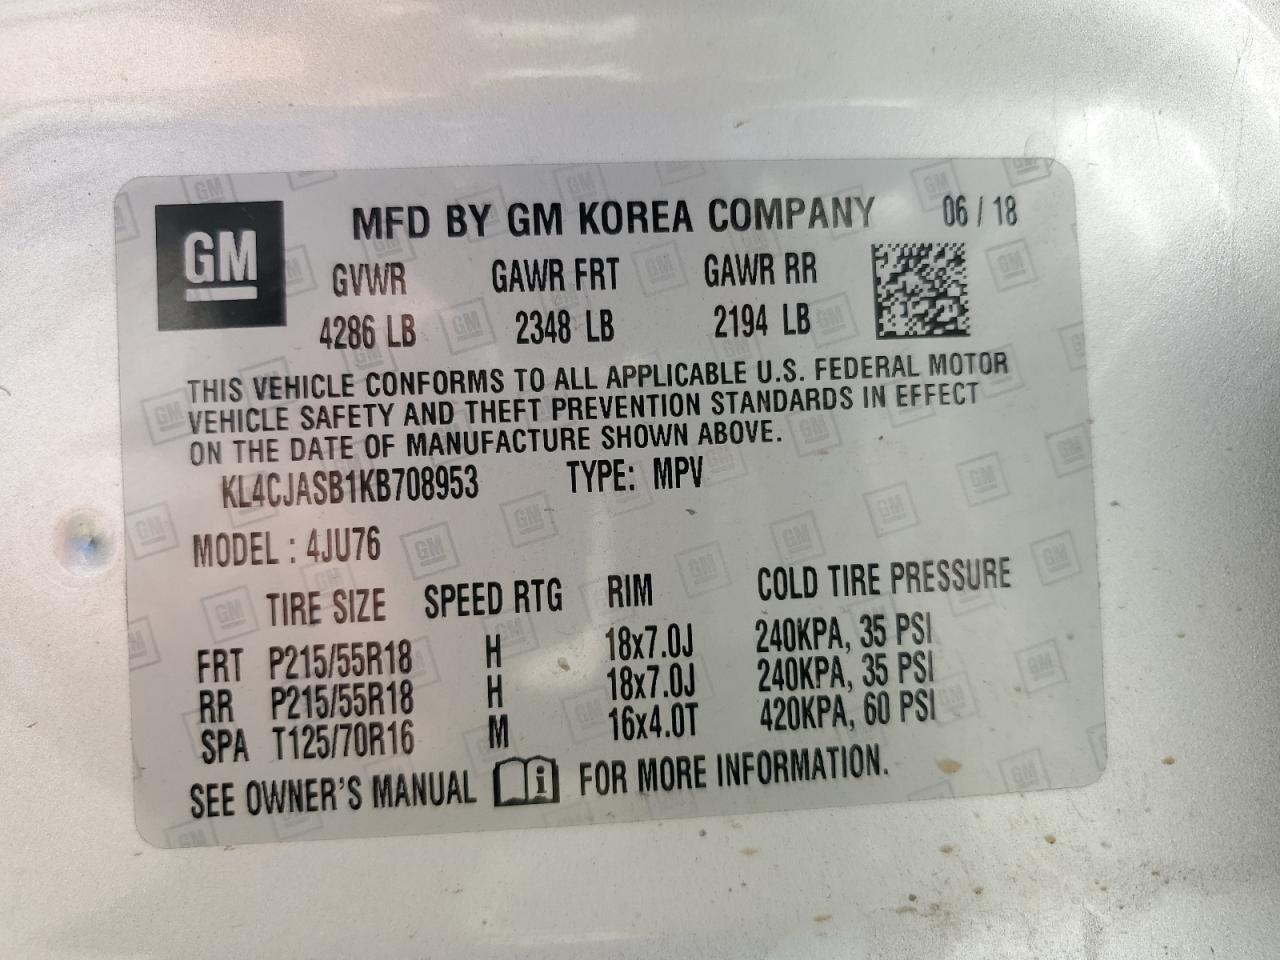 GM
MFD BY GM KOREA COMPANY 06 / 18
GVWR GAWR FRT GAWR RR
4286 LB 2348 LB 2194 LB
THIS VEHICLE CONFORMS TO ALL APPLICABLE U.S. FEDERAL MOTOR
VEHICLE SAFETY AND THEFT PREVENTION STANDARDS IN EFFECT
ON THE DATE OF MANUFACTURE SHOWN ABOVE.
KL4CJASB1KB708953 TYPE: MPV
MODEL : 4JU76
TIRE SIZE SPEED RTG RIM COLD TIRE PRESSURE
FRT P215/55R18 H 18x7.0J 240KPA, 35 PSI
RR P215/55R18 H 18x7.0J 240KPA, 35 PSI
SPA T125/70R16 M 16x4.0T 420KPA, 60 PSI
SEE OWNER'S MANUAL i FOR MORE INFORMATION.